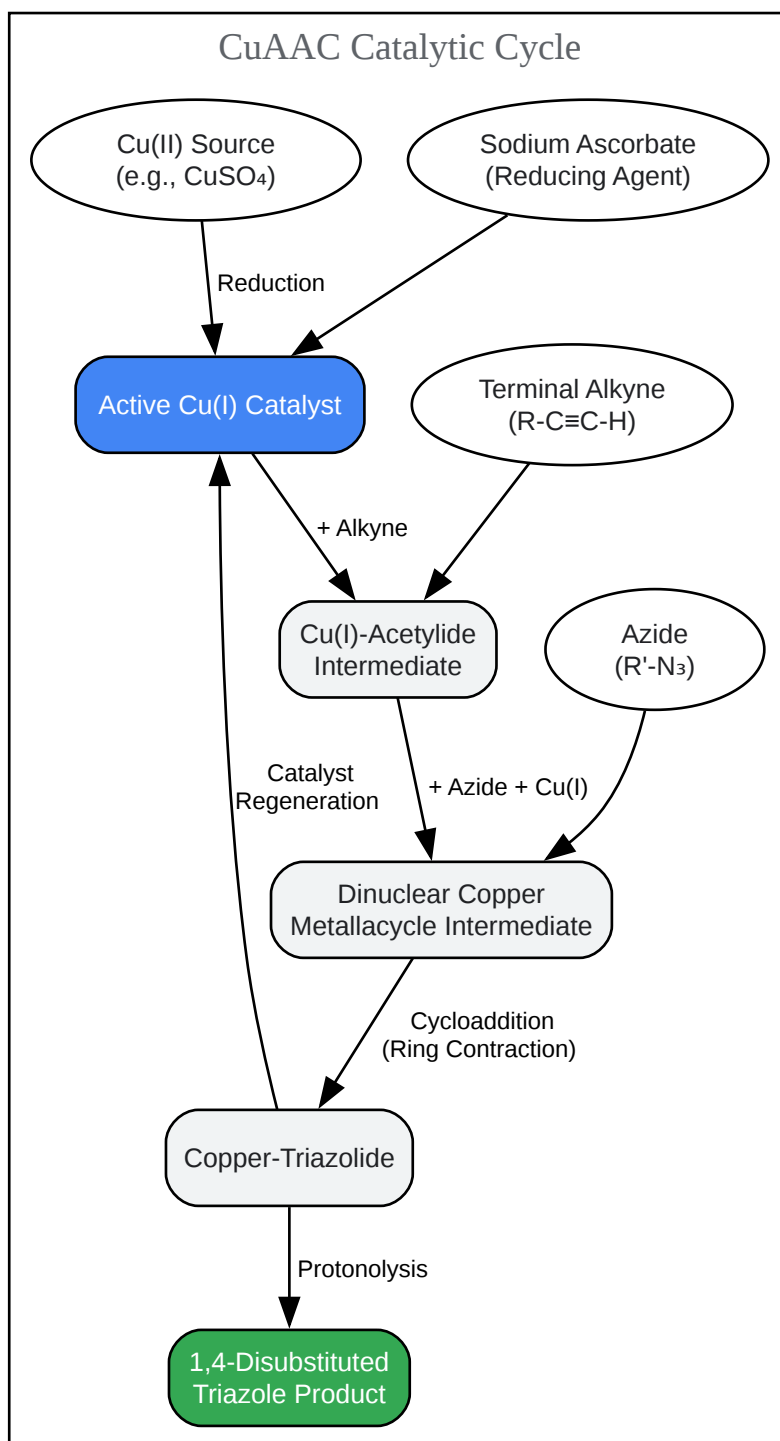 CuAAC Catalytic Cycle
Cu(II) Source
(e.g., CuSO₄)
Sodium Ascorbate
(Reducing Agent)
Reduction
Active Cu(I) Catalyst
Terminal Alkyne
(R-C≡C-H)
+ Alkyne
Cu(I)-Acetylide
Intermediate
Azide
(R'-N₃)
Catalyst
Regeneration
+ Azide + Cu(I)
Dinuclear Copper
Metallacycle Intermediate
Cycloaddition
(Ring Contraction)
Copper-Triazolide
Protonolysis
1,4-Disubstituted
Triazole Product